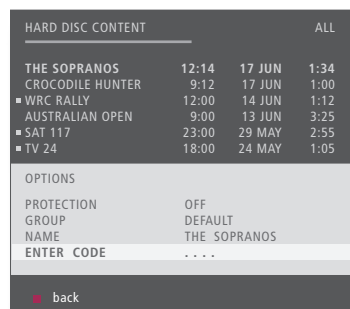 HARD DISC CONTENT ALL
THE SOPRANOS 12:14 17 JUN 1:34
CROCODILE HUNTER 9:12 17 JUN 1:00
WRC RALLY 12:00 14 JUN 1:12
AUSTRALIAN OPEN 9:00 13 JUN 3:25
SAT 117 23:00 29 MAY 2:55
TV 24 18:00 24 MAY 1:05
OPTIONS
PROTECTION OFF
GROUP DEFAULT
NAME THE SOPRANOS
ENTER CODE ....
back